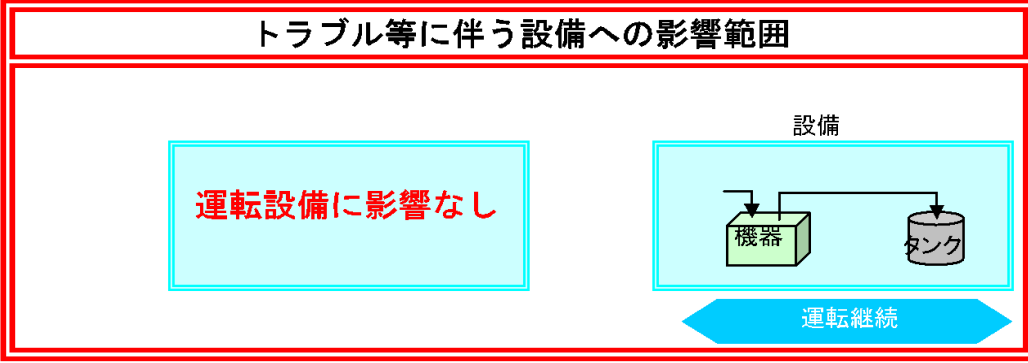 トラブル等に伴う設備への影響範囲
設備
運転設備に影響なし
機器
タンク
運転継続